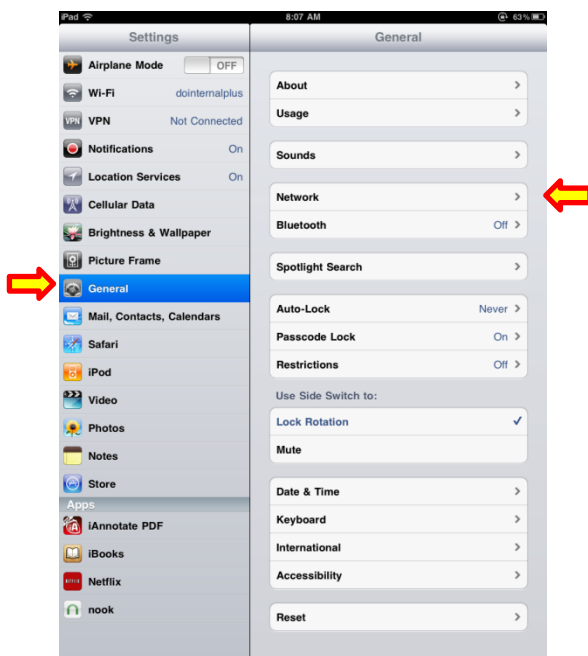 iPad 8:07 AM 63%
Settings
Airplane Mode OFF
Wi-Fi dointernalplus
VPN VPN Not Connected
Notifications On
Location Services On
Cellular Data
Brightness & Wallpaper
Picture Frame
General
Mail, Contacts, Calendars
Safari
iPod
Video
Photos
Notes
Store
Apps
iAnnotate PDF
iBooks
Netflix
nook
General
About
Usage
Sounds
Network
Bluetooth Off
Spotlight Search
Auto-Lock Never
Passcode Lock On
Restrictions Off
Use Side Switch to:
Lock Rotation
Mute
Date & Time
Keyboard
International
Accessibility
Reset